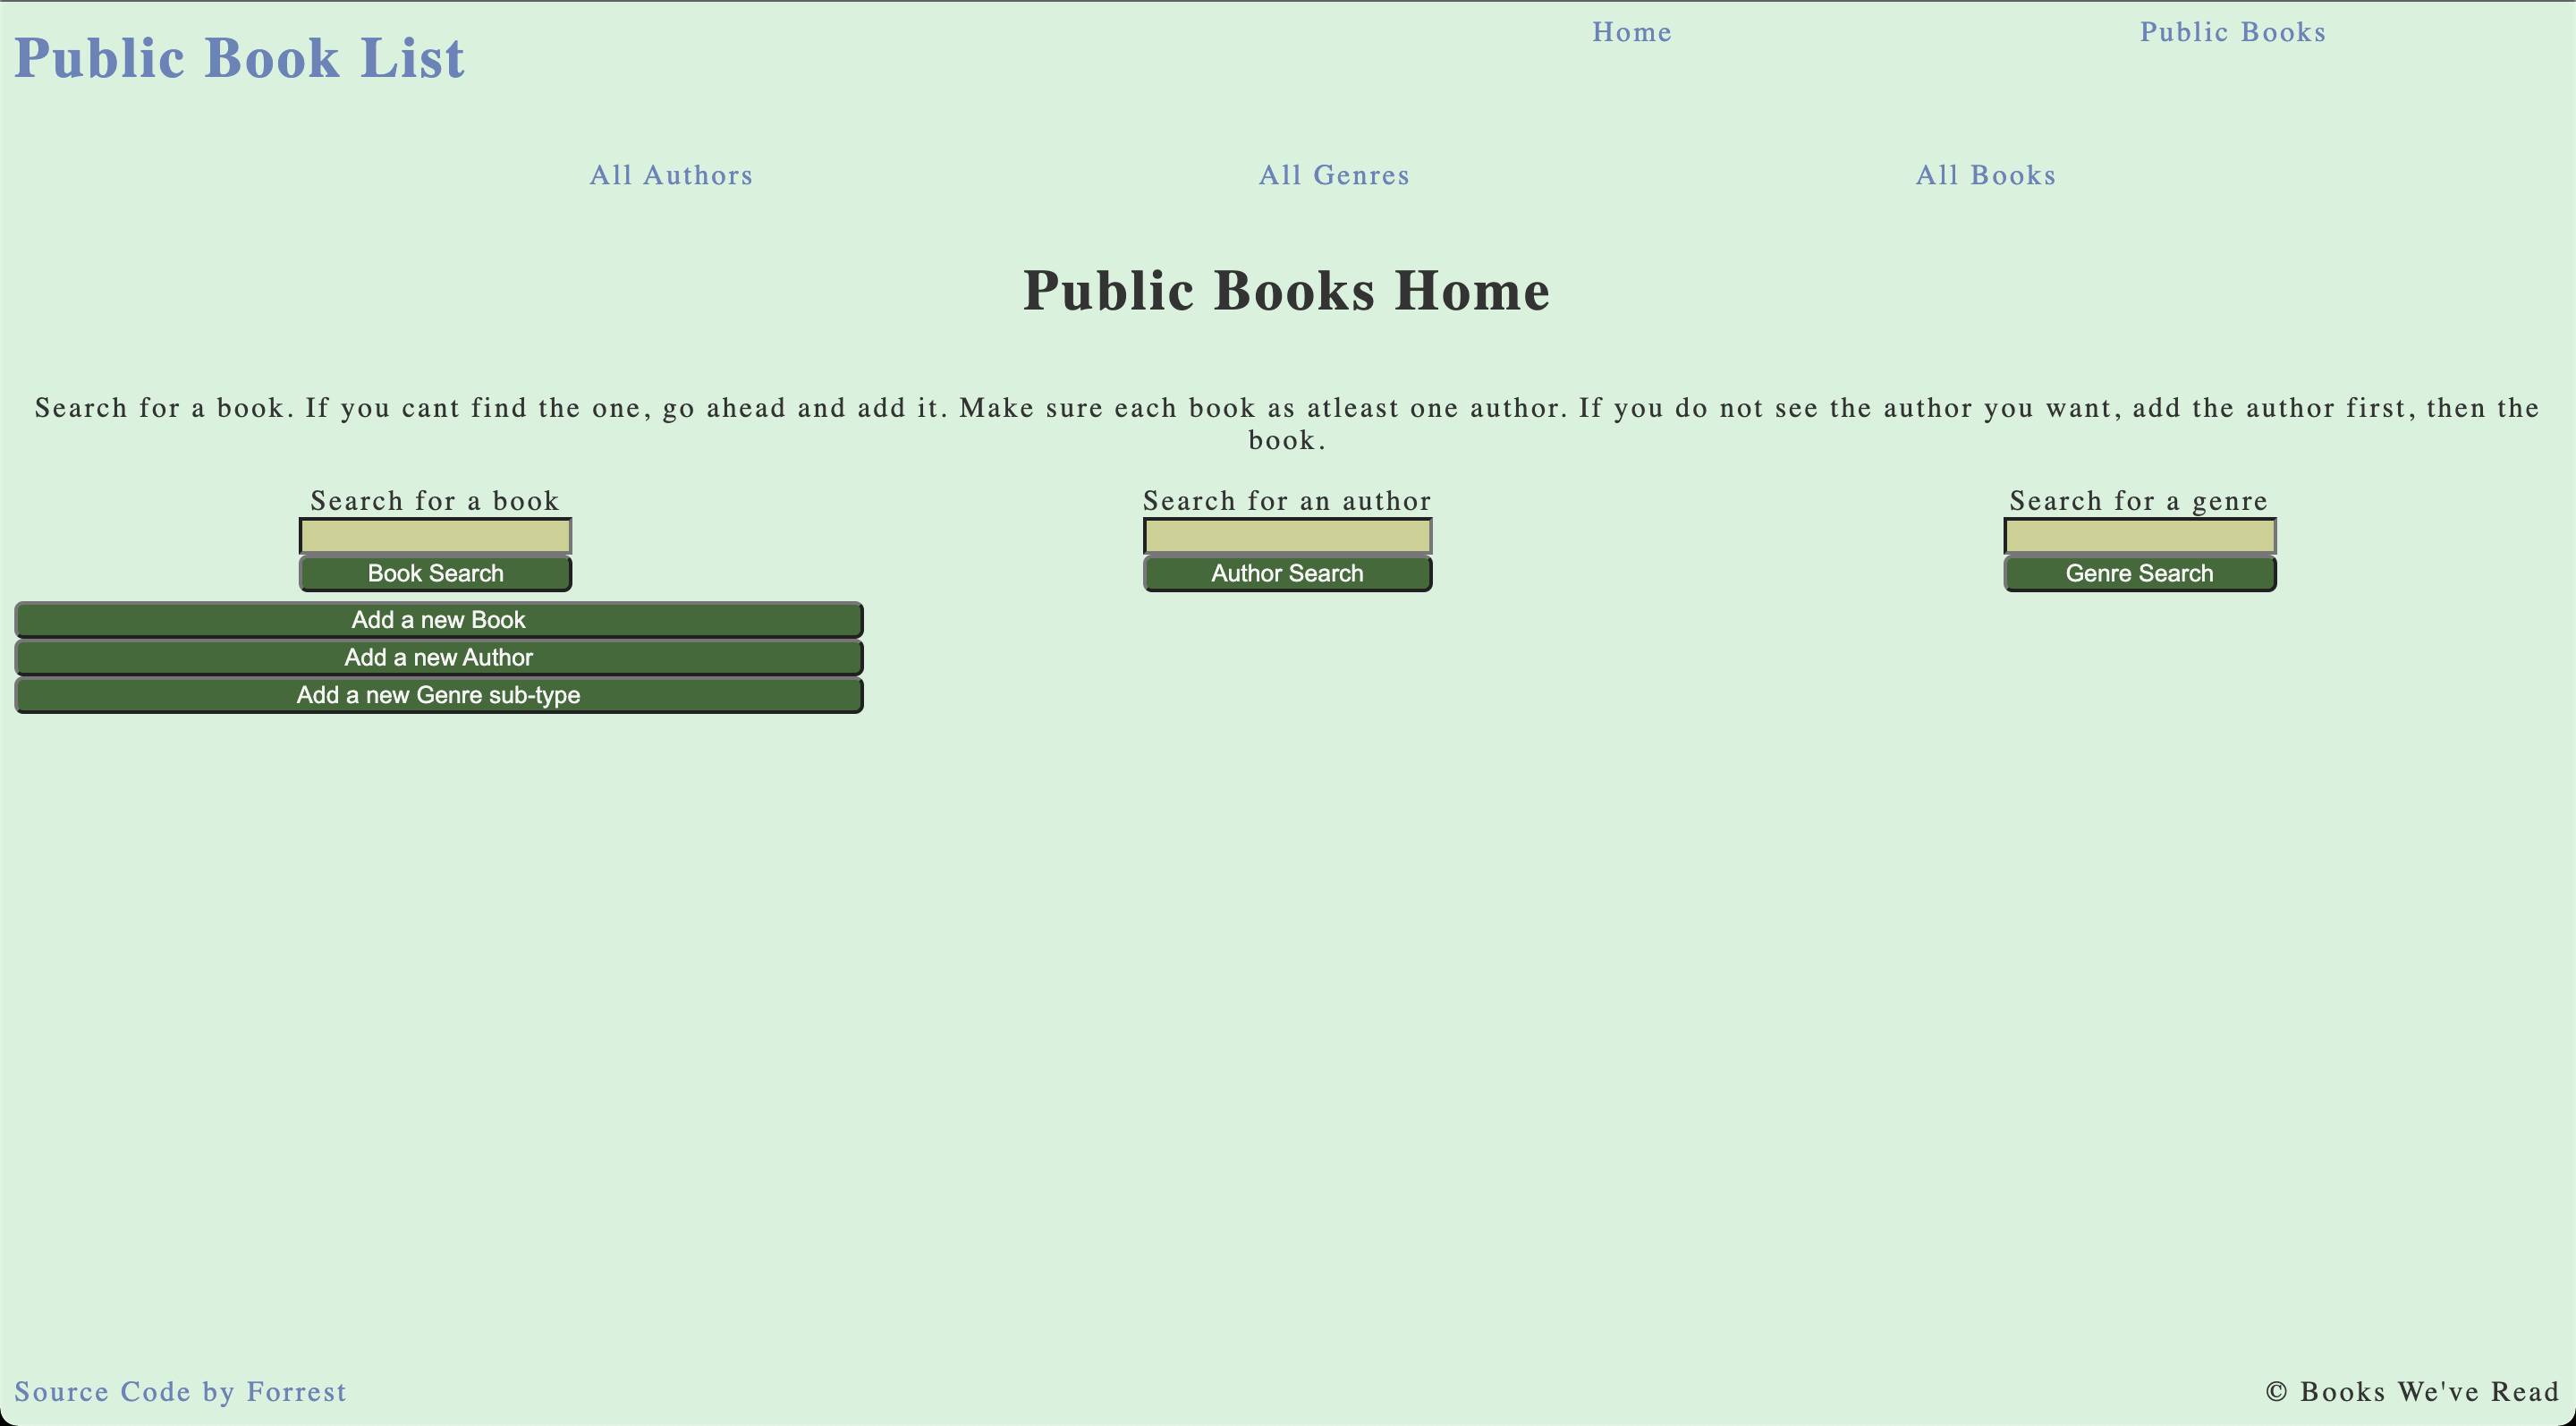 Public Book List
Home
Public Books
All Authors
All Genres
All Books
Public Books Home
Search for a book. If you cant find the one, go ahead and add it. Make sure each book as atleast one author. If you do not see the author you want, add the author first, then the
book.
Search for a book
Book Search
Search for an author
Author Search
Search for a genre
Genre Search
Add a new Book
Add a new Author
Add a new Genre sub-type
Source Code by Forrest
© Books We've Read